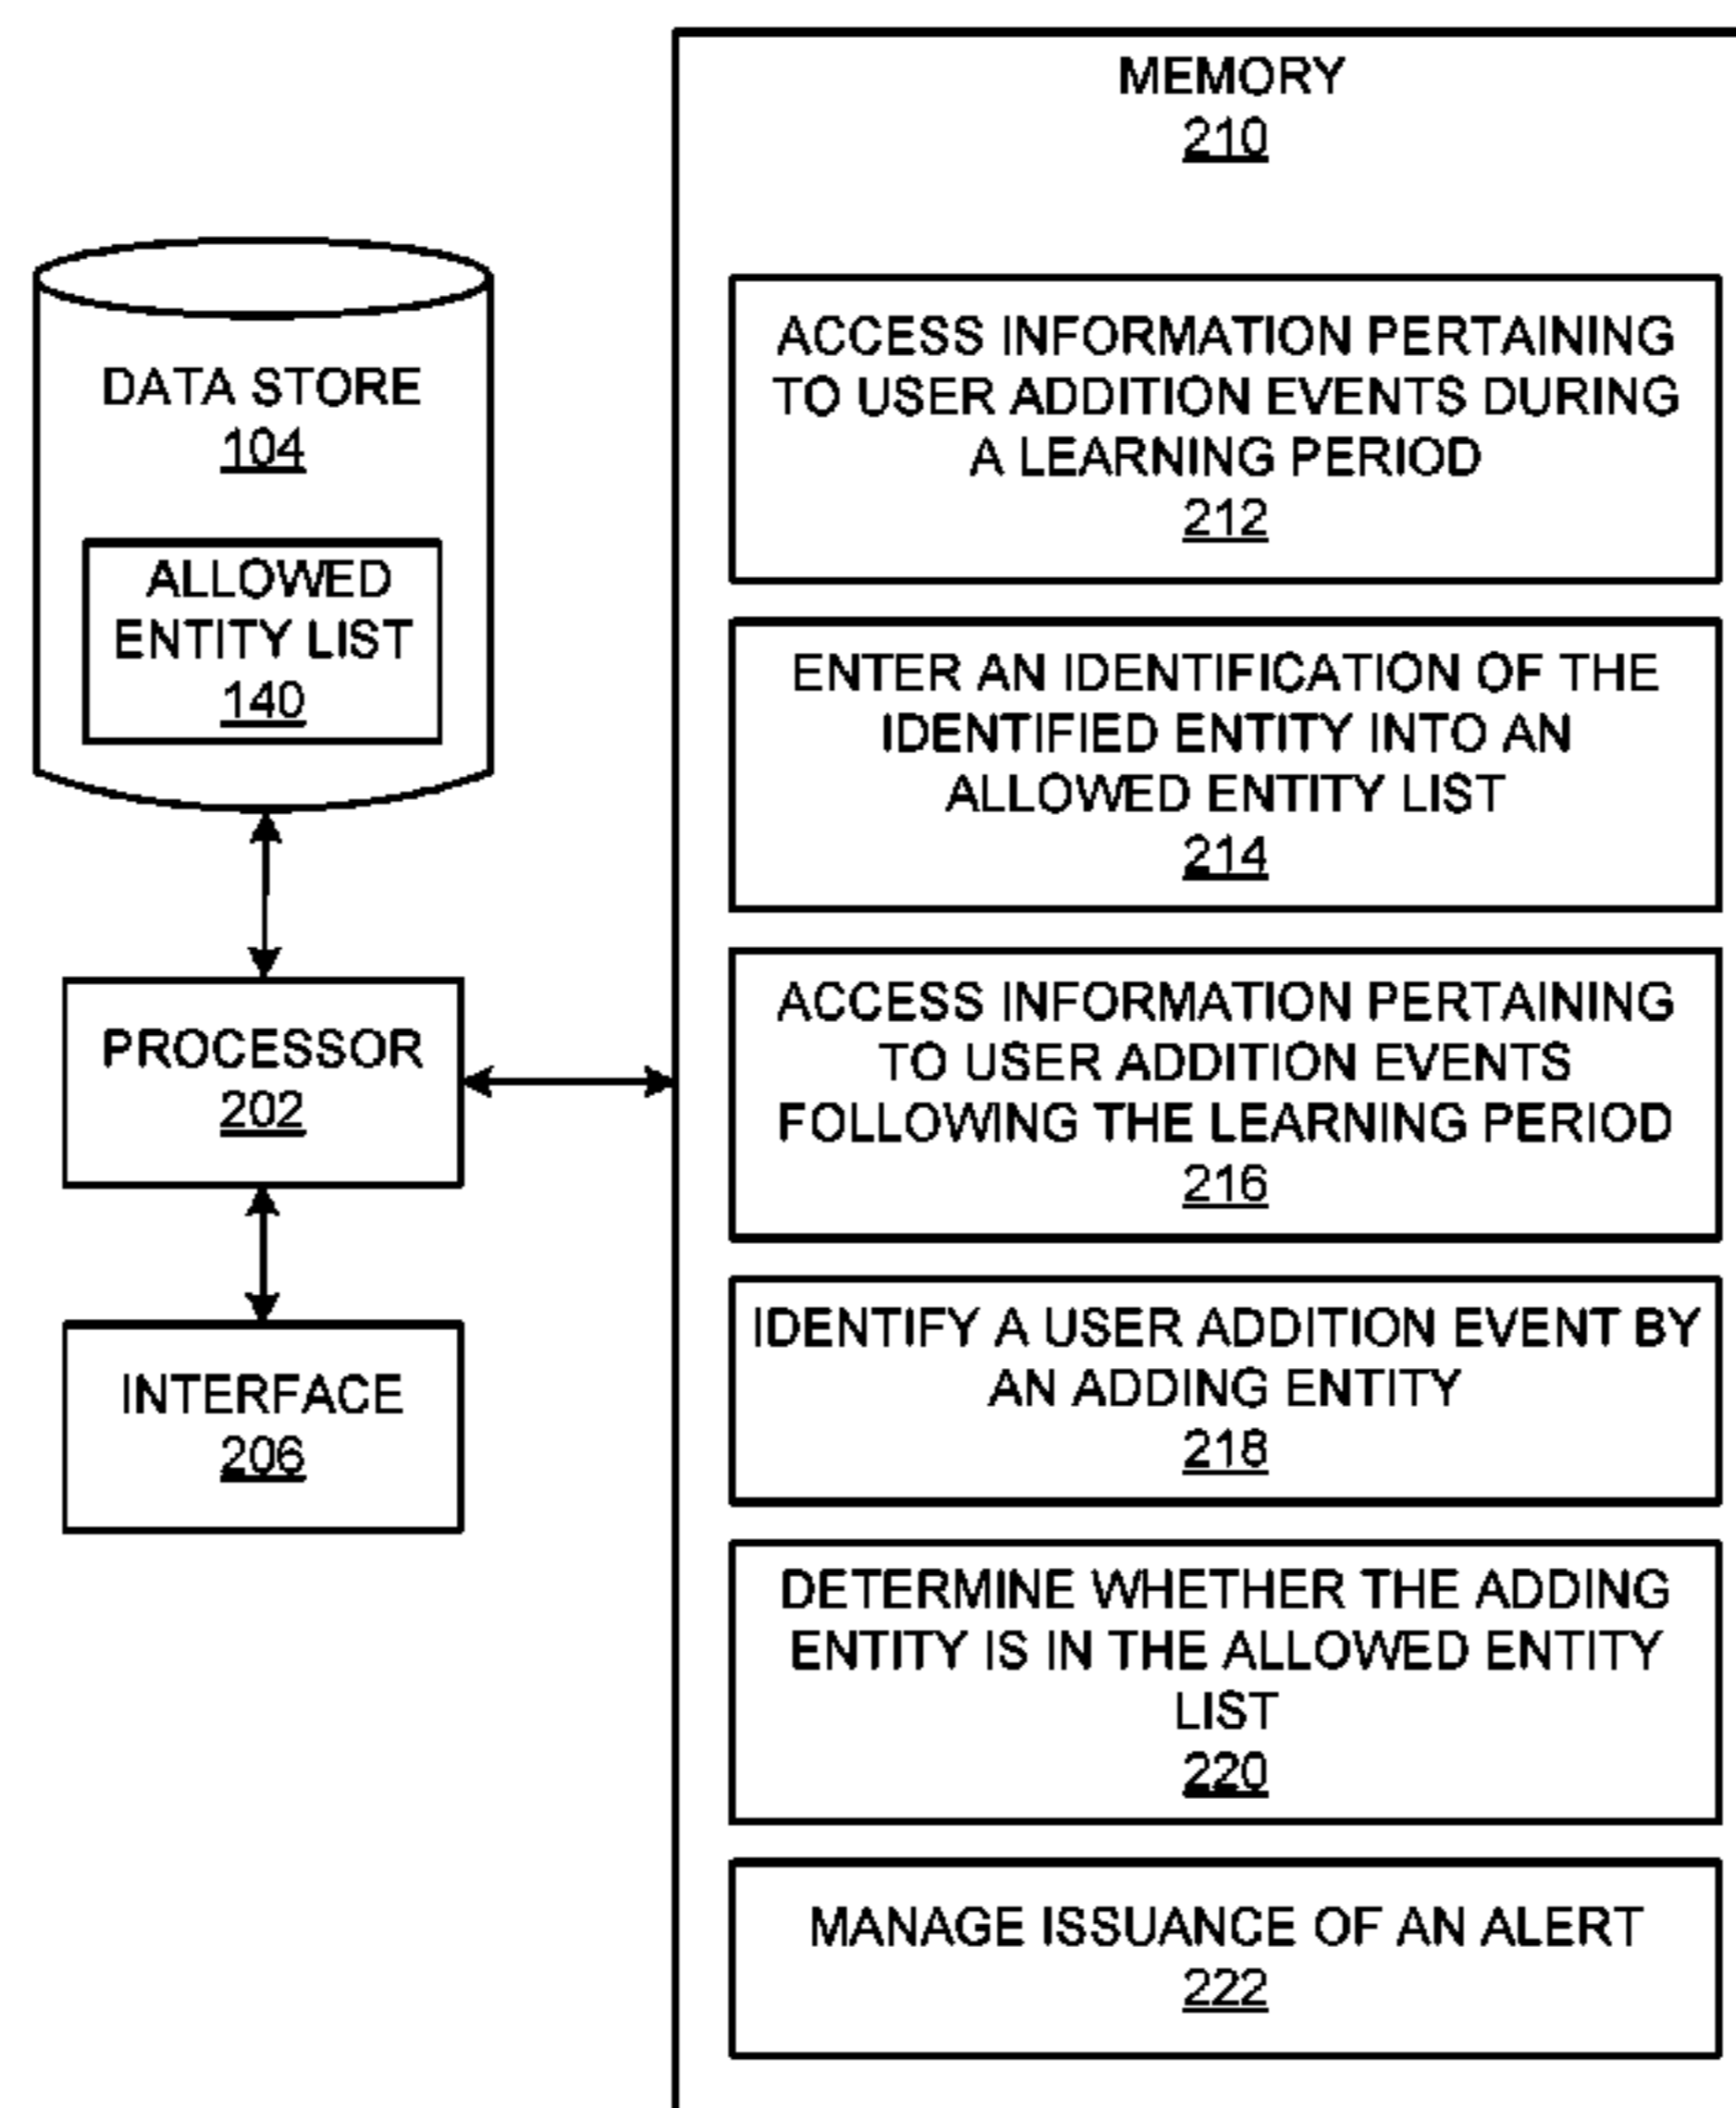 MEMORY
210
DATA STORE
104
ALLOWED
ENTITY LIST
140
PROCESSOR
202
INTERFACE
206
ACCESS INFORMATION PERTAINING
TO USER ADDITION EVENTS DURING
A LEARNING PERIOD
212
ENTER AN IDENTIFICATION OF THE
IDENTIFIED ENTITY INTO AN
ALLOWED ENTITY LIST
214
ACCESS INFORMATION PERTAINING
TO USER ADDITION EVENTS
FOLLOWING THE LEARNING PERIOD
216
IDENTIFY A USER ADDITION EVENT BY
AN ADDING ENTITY
218
DETERMINE WHETHER THE ADDING
ENTITY IS IN THE ALLOWED ENTITY
LIST
220
MANAGE ISSUANCE OF AN ALERT
222